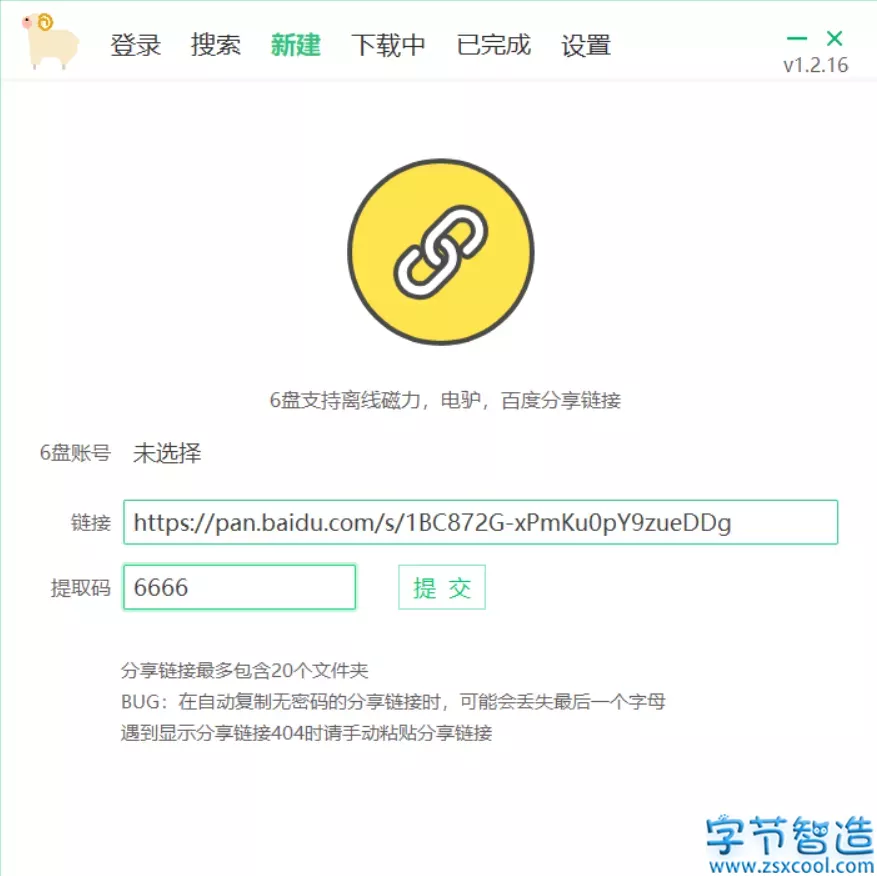 登录 搜索 新建 下载中 已完成 设置
v1.2.16
6盘支持离线磁力，电驴，百度分享链接
6盘账号 未选择
链接 https://pan.baidu.com/s/1BC872G-xPmKu0pY9zueDDg
提取码 6666 提 交
分享链接最多包含20个文件夹
BUG：在自动复制无密码的分享链接时，可能会丢失最后一个字母
遇到显示分享链接404时请手动粘贴分享链接
字节智造
www.zsxcool.com